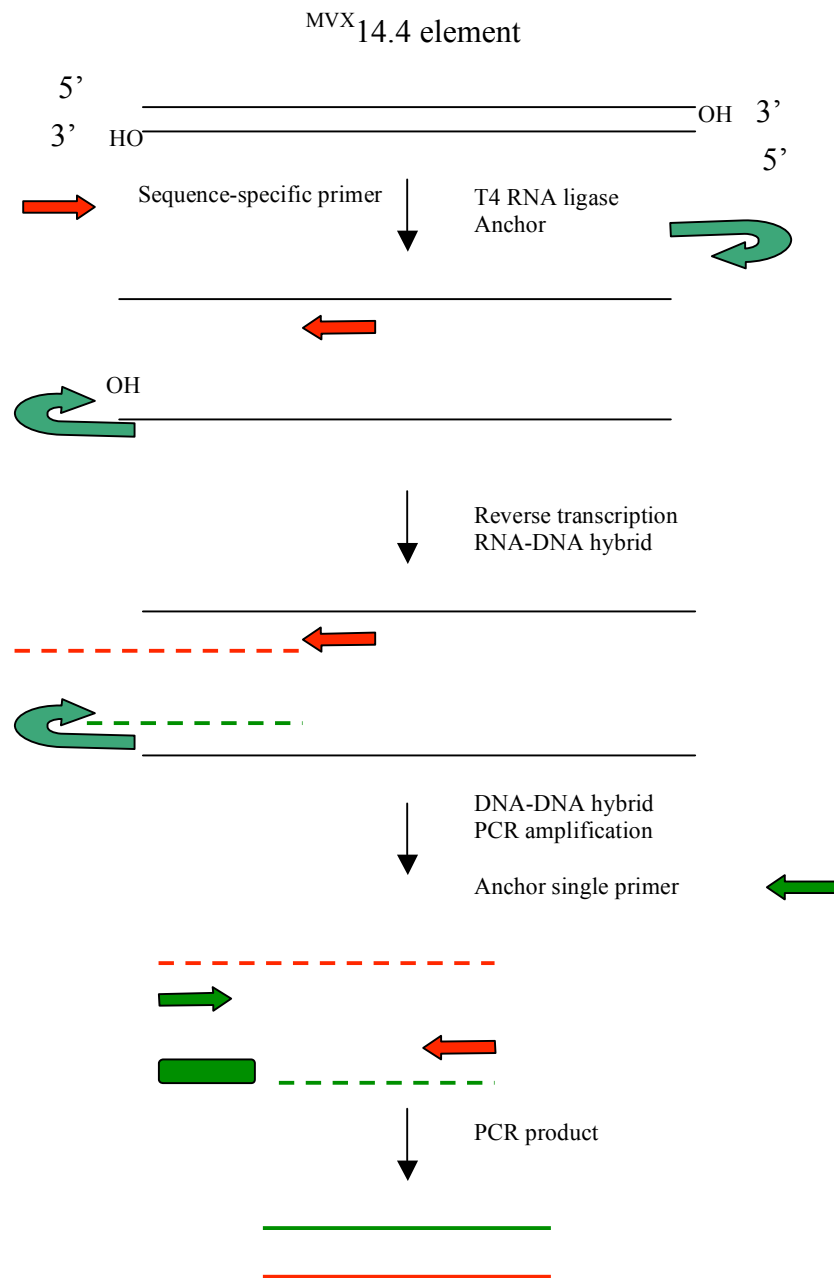 MVX14.4 element
5’
OH 3’
3’ HO
5’
Sequence-specific primer
T4 RNA ligase
Anchor
OH
Reverse transcription
RNA-DNA hybrid
DNA-DNA hybrid
PCR amplification
Anchor single primer
PCR product